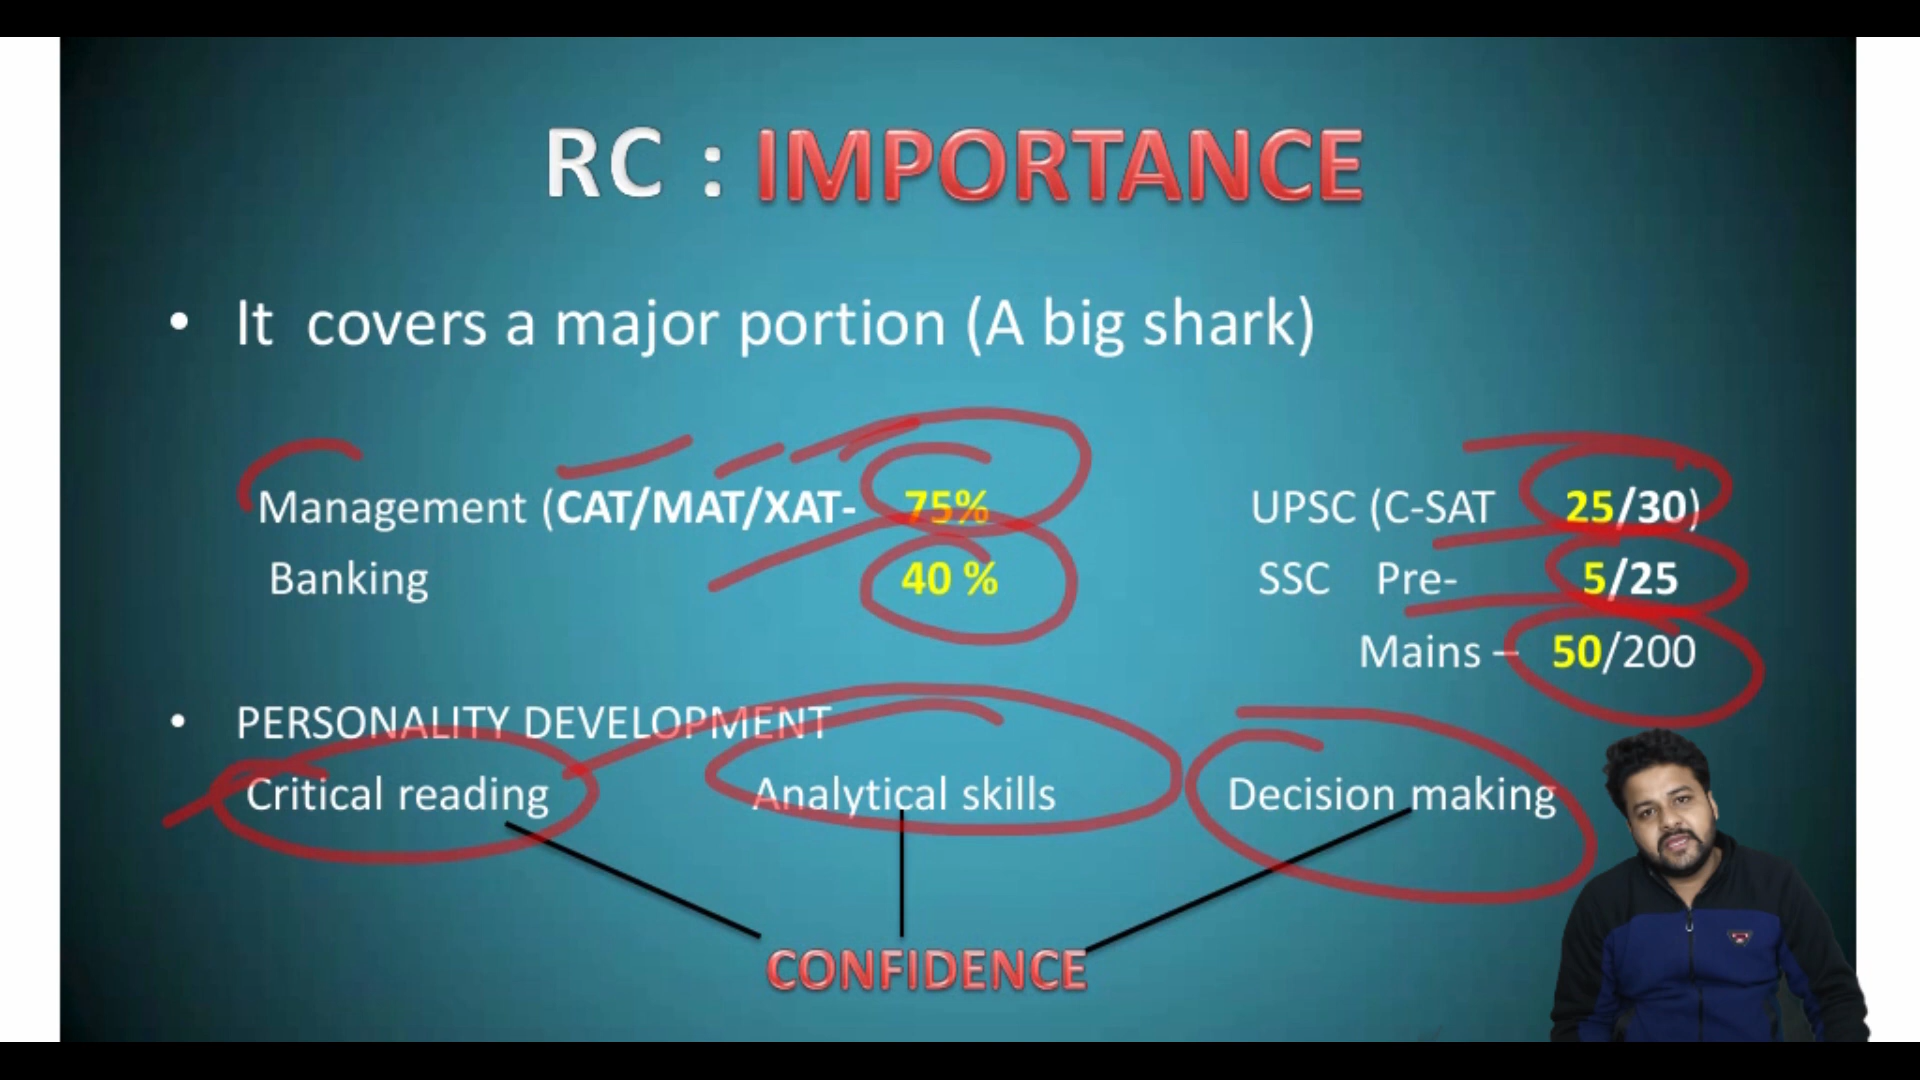 RC : IMPORTANCE
• It covers a major portion (A big shark)
Management (CAT/MAT/XAT- 75% UPSC (C-SAT 25/30)
Banking 40 % SSC Pre- 5/25
Mains – 50/200
• PERSONALITY DEVELOPMENT
Critical reading Analytical skills Decision making
CONFIDENCE